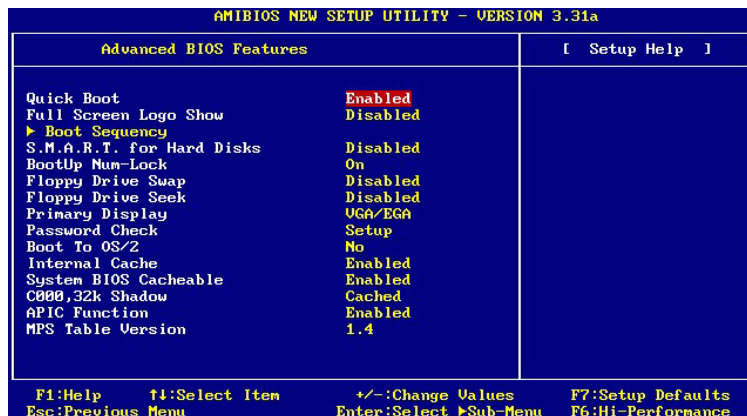 AMIBIOS NEW SETUP UTILITY - VERSION 3.31a
Advanced BIOS Features
[ Setup Help ]
Quick Boot Enabled
Full Screen Logo Show Disabled
▶ Boot Sequency
S.M.A.R.T. for Hard Disks Disabled
BootUp Num-Lock On
Floppy Drive Swap Disabled
Floppy Drive Seek Disabled
Primary Display VGA/EGA
Password Check Setup
Boot To OS/2 No
Internal Cache Enabled
System BIOS Cacheable Enabled
C000,32k Shadow Cached
APIC Function Enabled
MPS Table Version 1.4
F1:Help ↑↓:Select Item +/-:Change Values F7:Setup Defaults
Esc:Previous Menu Enter:Select ▶Sub-Menu F6:Hi-Performance